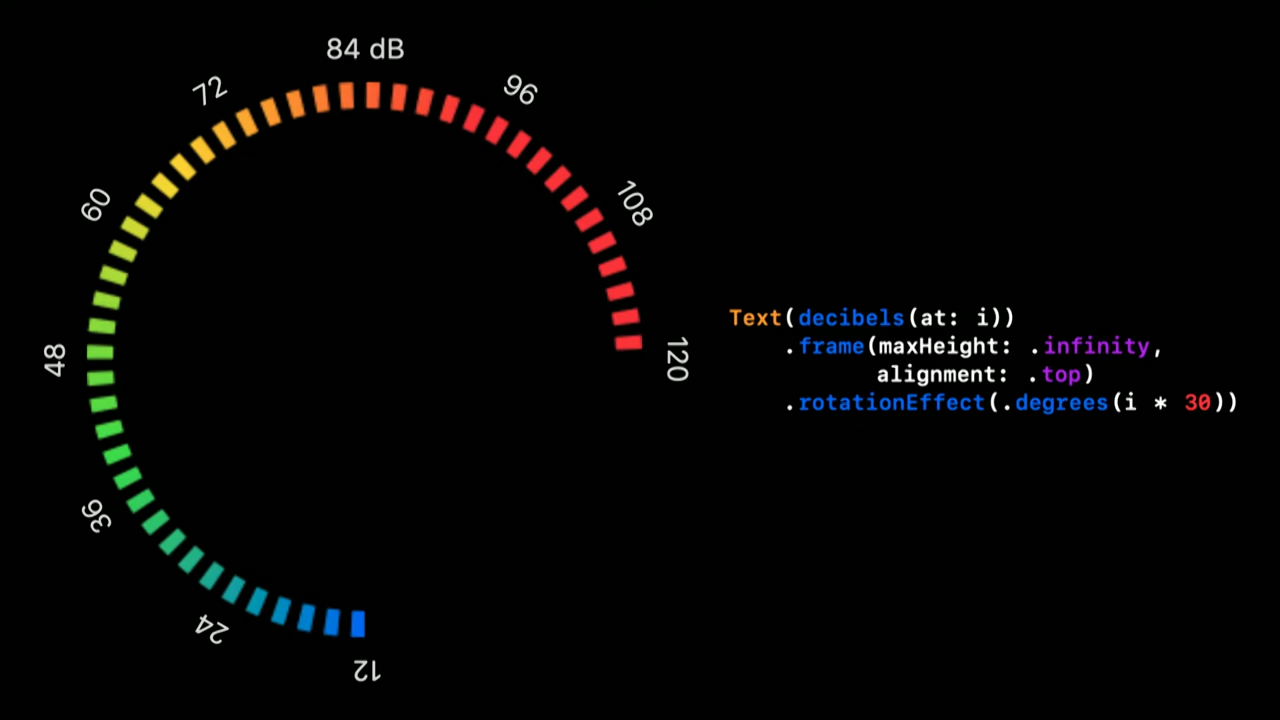 84 dB
72
96
60
108
48
120
36
24
12
Text(decibels(at: i))
.frame(maxHeight: .infinity,
alignment: .top)
.rotationEffect(.degrees(i * 30))